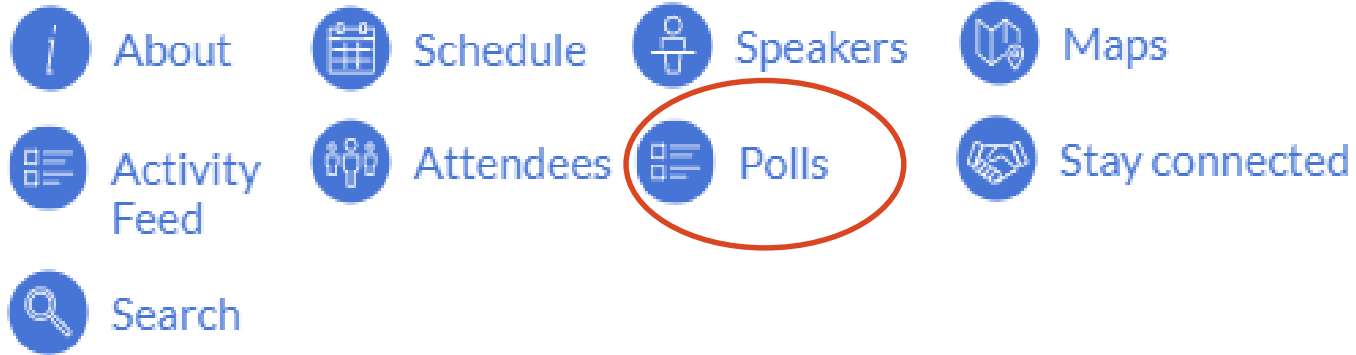 About
Schedule
Speakers
Maps
Activity
Feed
Attendees
Polls
Stay connected
Search